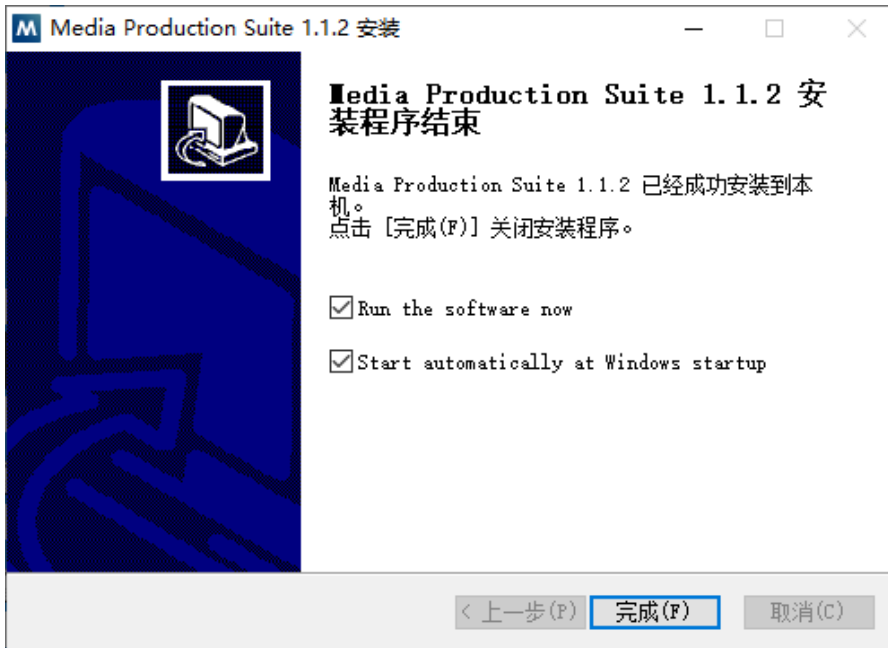 Media Production Suite 1.1.2 安装
Media Production Suite 1.1.2 安
装程序结束
Media Production Suite 1.1.2 已经成功安装到本
机。
点击 [完成(F)] 关闭安装程序。
Run the software now
Start automatically at Windows startup
< 上一步(P) 完成(F) 取消(C)